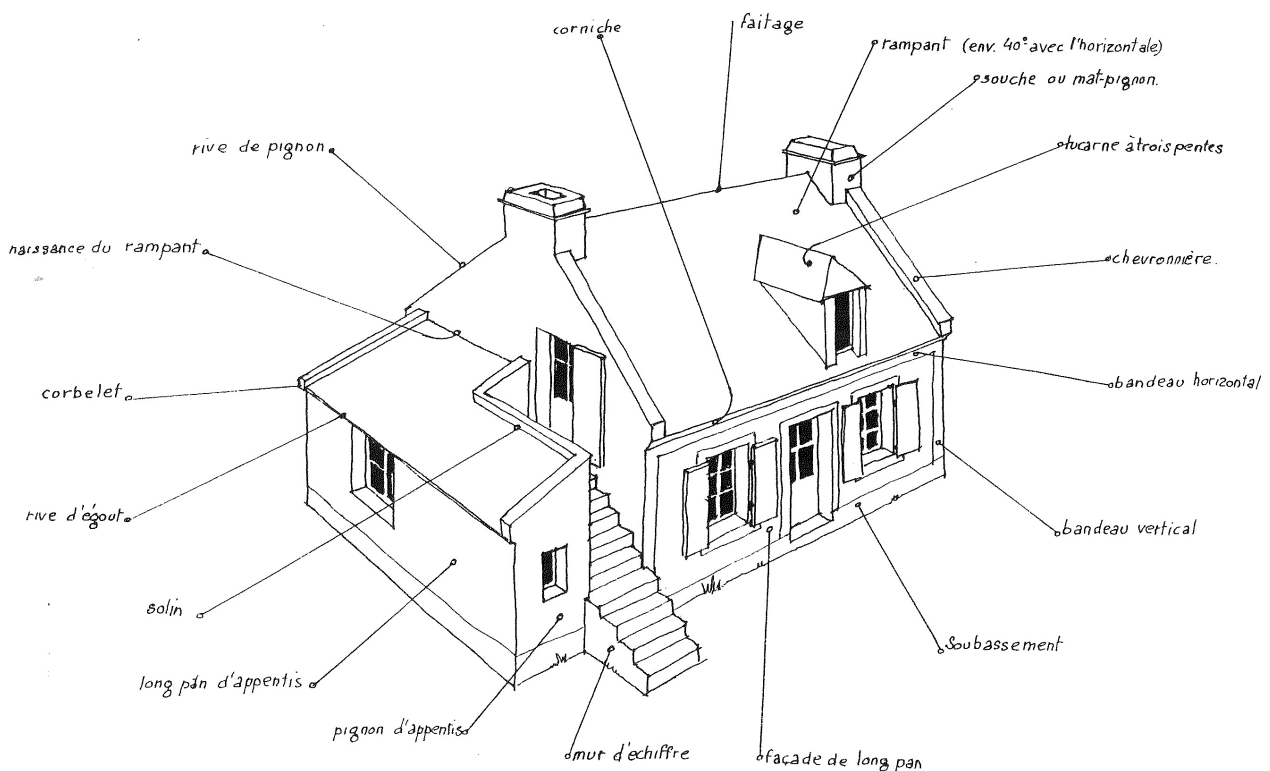 corniche
faitage
rampant (env. 40° avec l'horizontale)
souche ou mat-pignon.
rive de pignon
lucarne à trois pentes
naissance du rampant
chevronnière.
corbelet
bandeau horizontal
rive d'égout
bandeau vertical
solin
soubassement
long pan d'appentis
pignon d'appentis
mur d'echiffre
façade de long pan